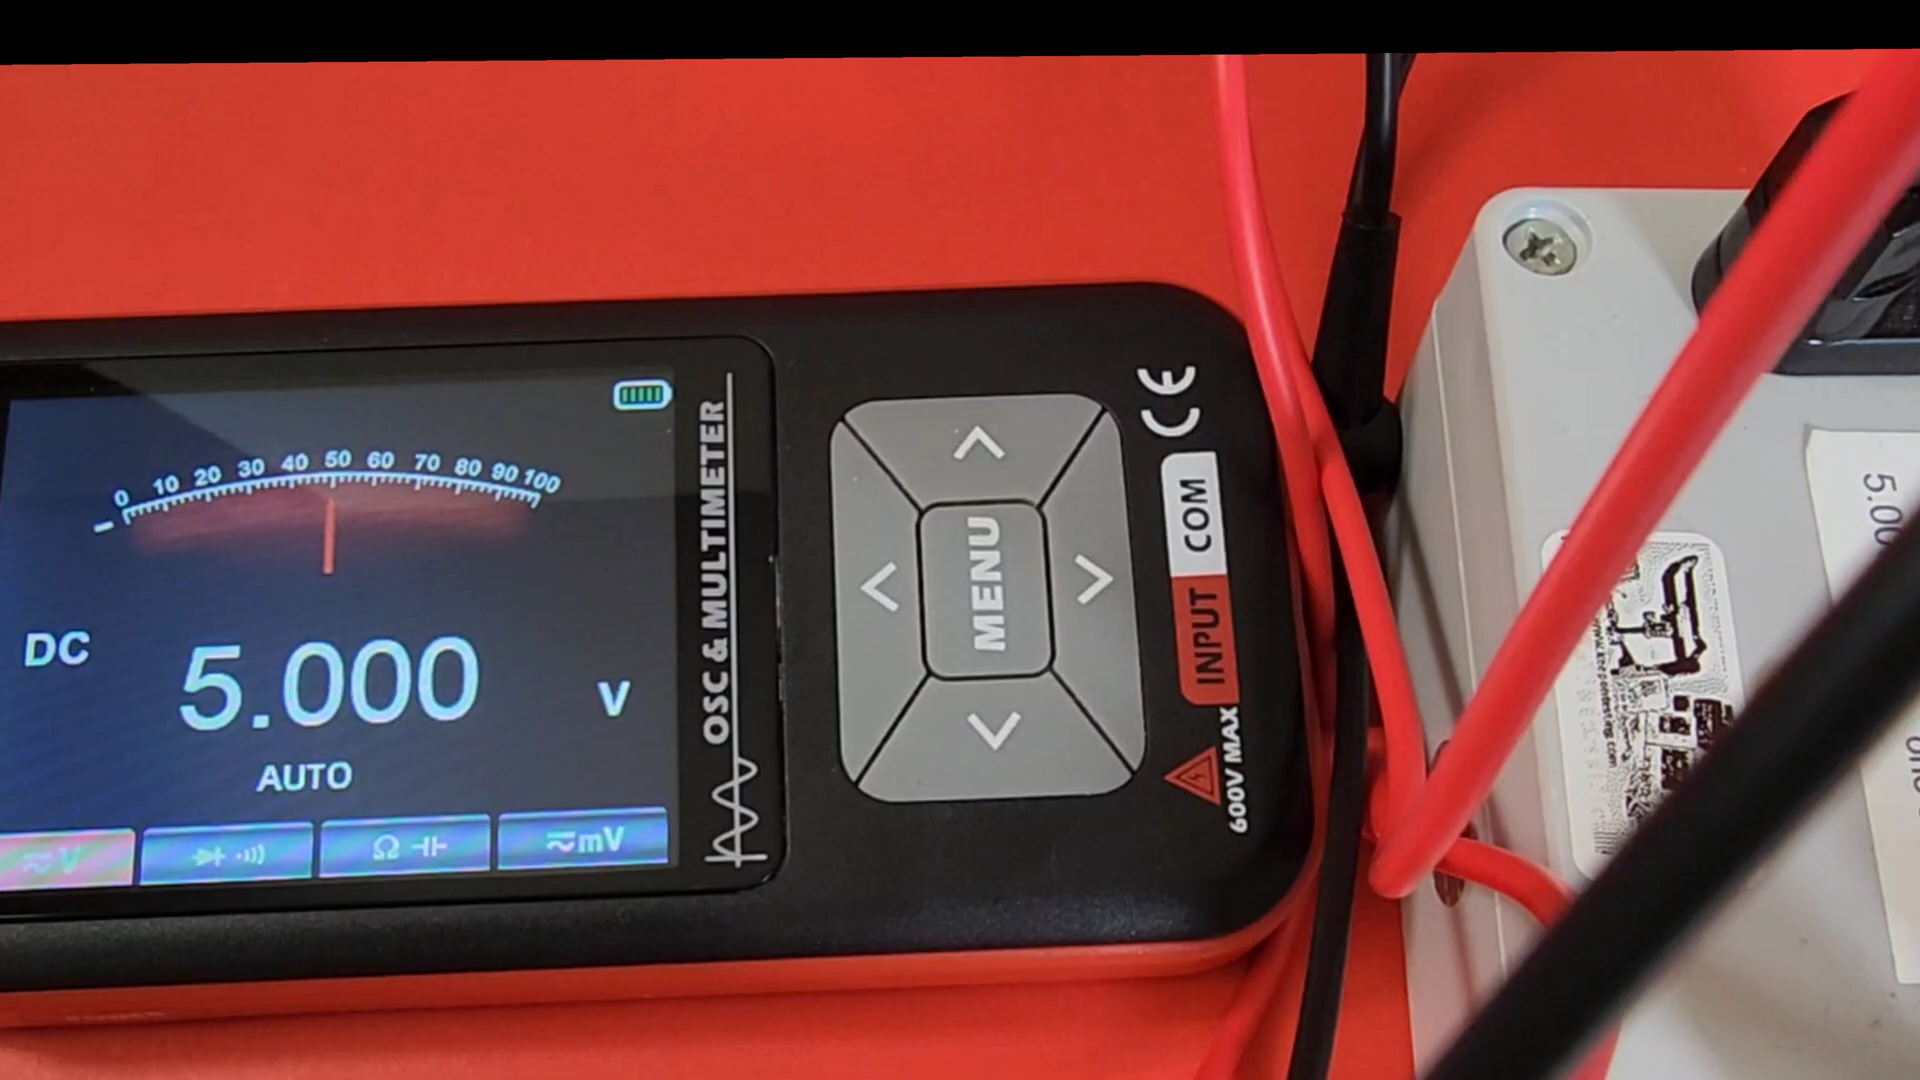 0 10 20 30 40 50 60 70 80 90 100
DC
5.000
V
AUTO
V
Ω
mV
OSC & MULTIMETER
MENU
CE
INPUT COM
600V MAX
5.00